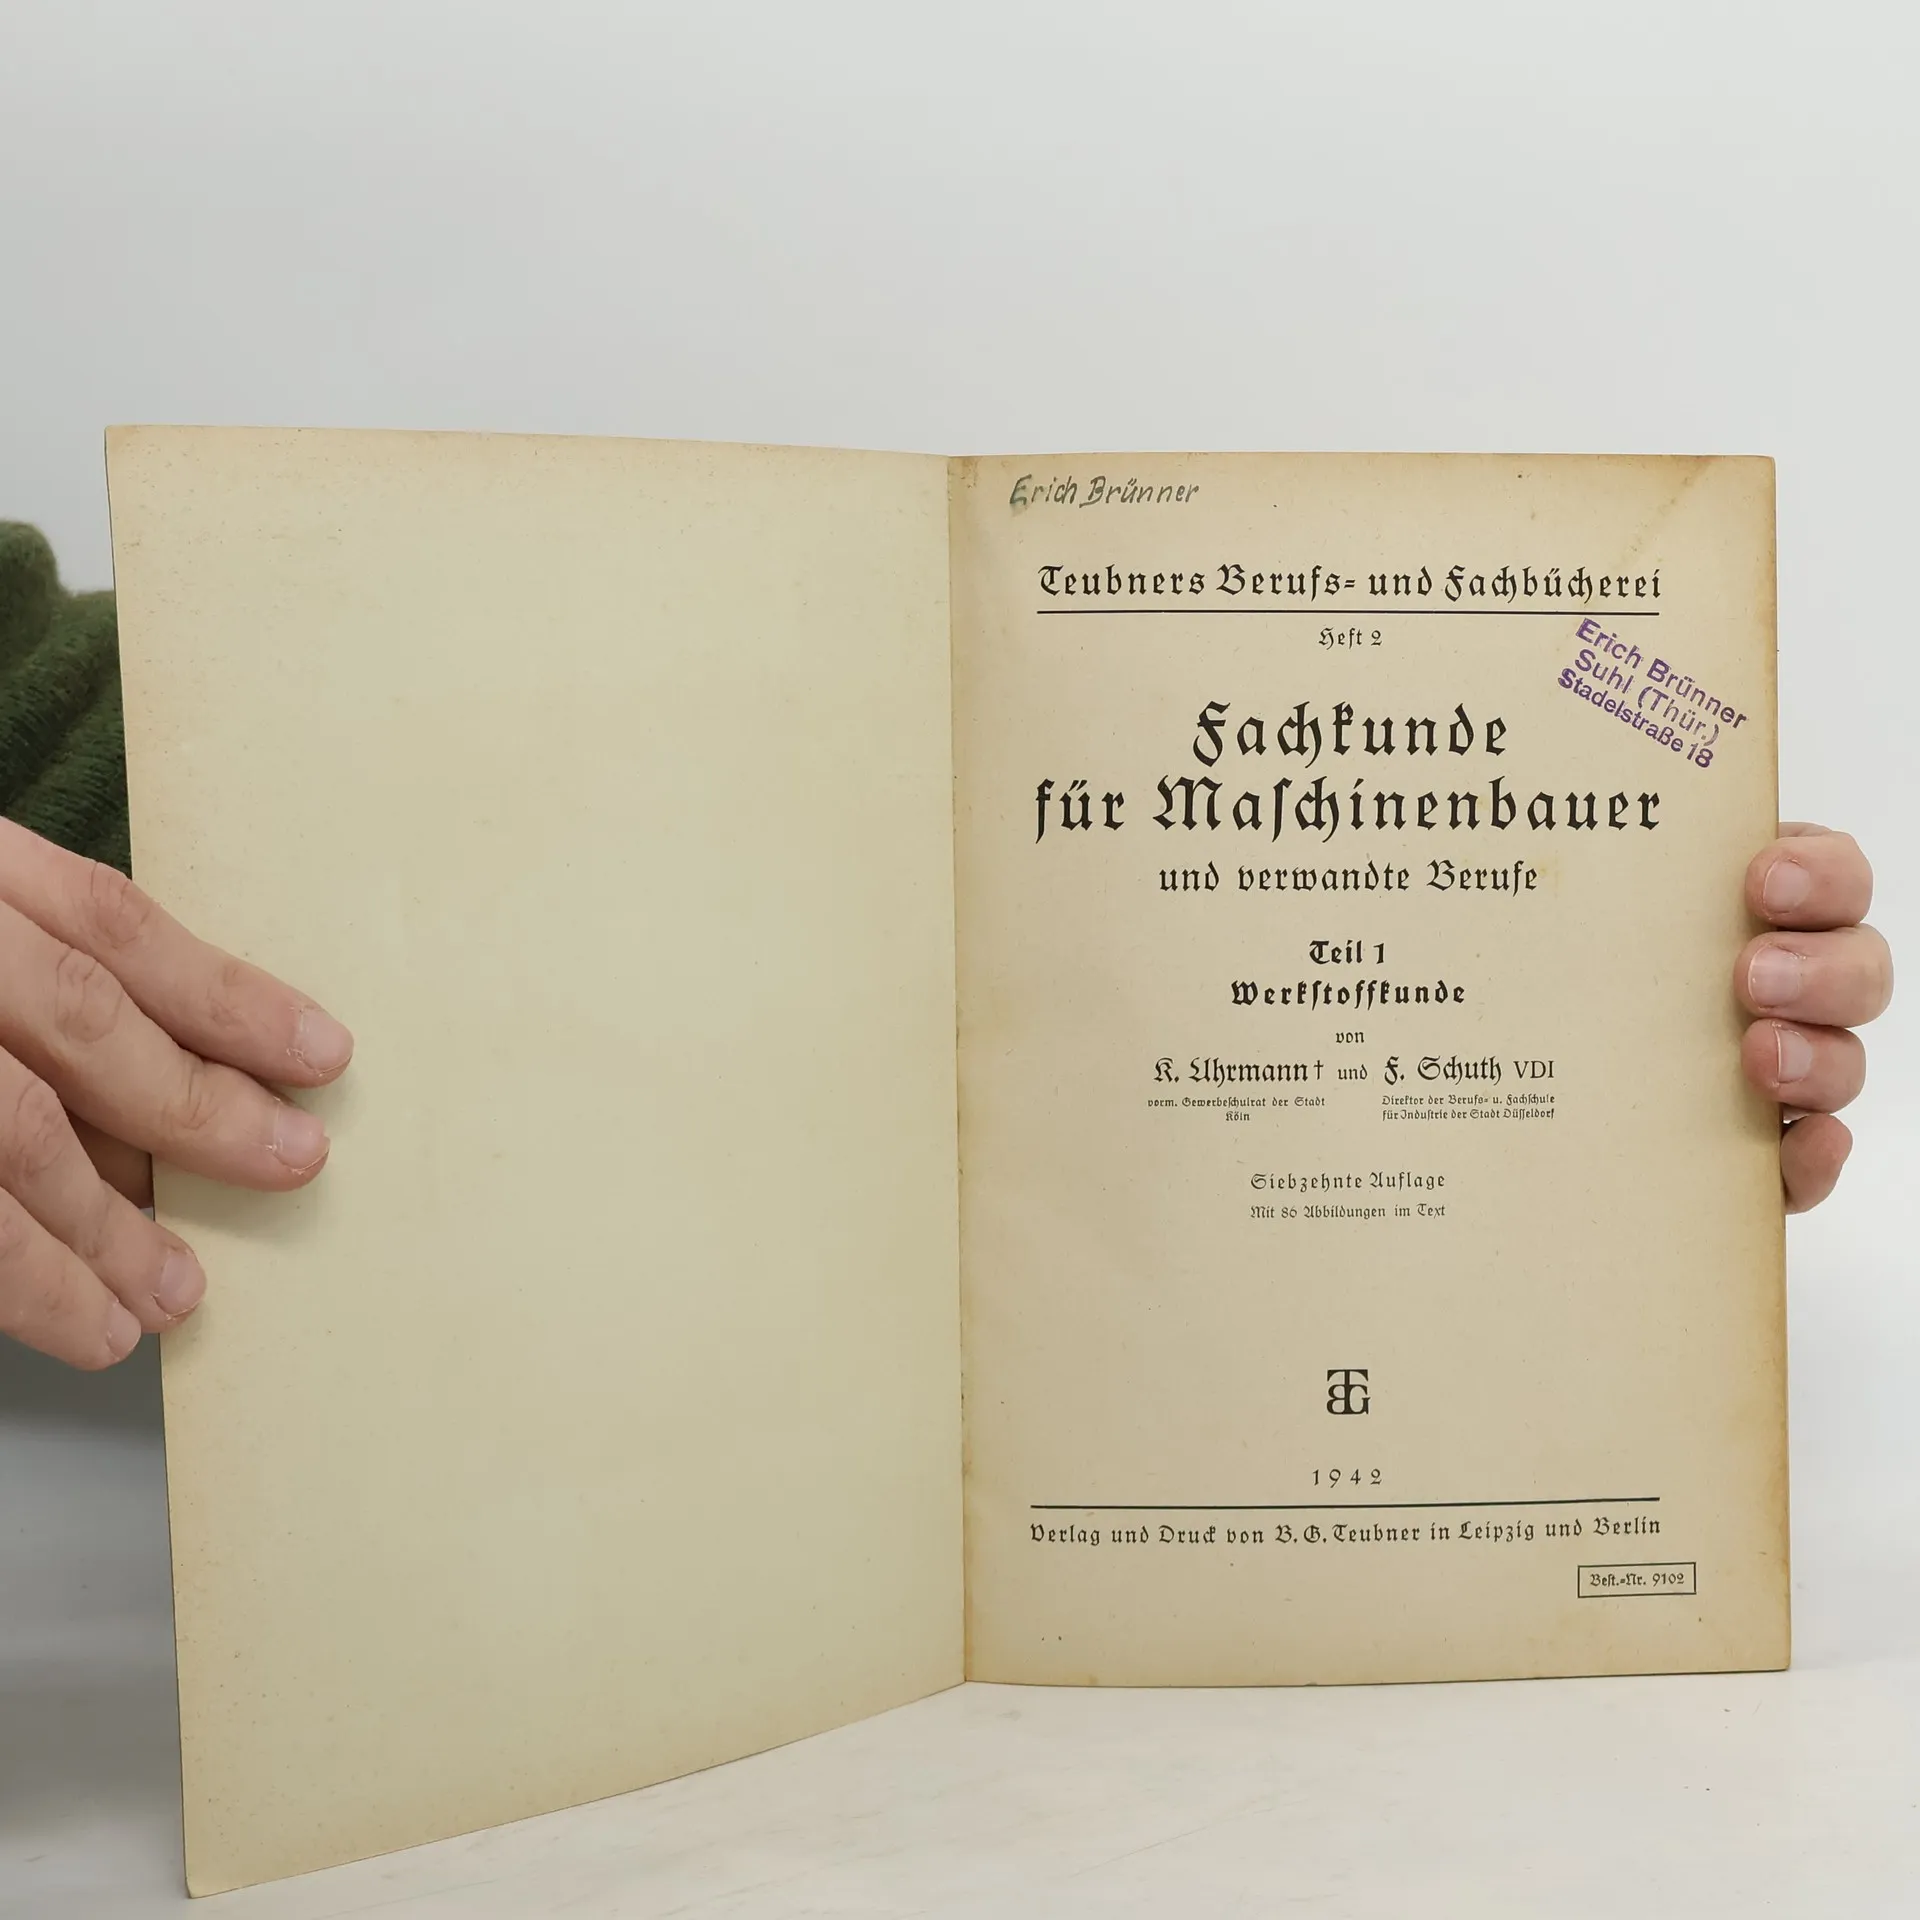 Erich Brünner
Teubners Berufs- und Fachbücherei
Heft 2
Erich Brünner
Suhl (Thür.)
Stadelstraße 18
Fachkunde
für Maſchinenbauer
und verwandte Berufe
Teil 1
Werkſtoffkunde
von
K. Uhrmann † und F. Schuth VDI
vorm. Gewerbeſchulrat der Stadt
Köln
Direktor der Berufs- u. Fachſchule
für Induſtrie der Stadt Düſſeldorf
Siebzehnte Auflage
Mit 86 Abbildungen im Text
BTG
1942
Verlag und Druck von B. G. Teubner in Leipzig und Berlin
Beſt.-Nr. 9102